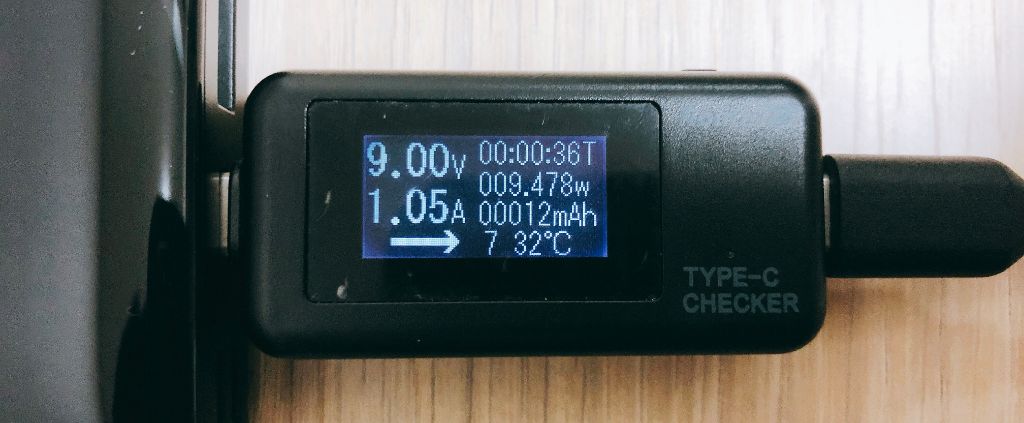 9.00V
1.05A
00:00:36T
009.478W
00012mAh
7 32°C
TYPE-C
CHECKER